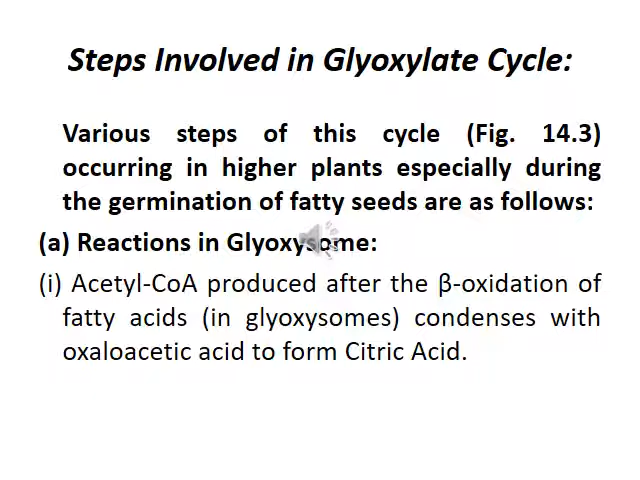 Steps Involved in Glyoxylate Cycle:
Various steps of this cycle (Fig. 14.3)
occurring in higher plants especially during
the germination of fatty seeds are as follows:
(a) Reactions in Glyoxysome:
(i) Acetyl-CoA produced after the β-oxidation of
fatty acids (in glyoxysomes) condenses with
oxaloacetic acid to form Citric Acid.